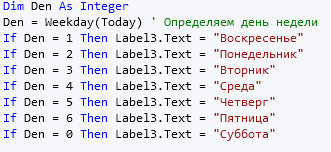 Dim Den As Integer
Den = Weekday(Today) ' Определяем день недели
If Den = 1 Then Label3.Text = "Воскресенье"
If Den = 2 Then Label3.Text = "Понедельник"
If Den = 3 Then Label3.Text = "Вторник"
If Den = 4 Then Label3.Text = "Среда"
If Den = 5 Then Label3.Text = "Четверг"
If Den = 6 Then Label3.Text = "Пятница"
If Den = 0 Then Label3.Text = "Суббота"